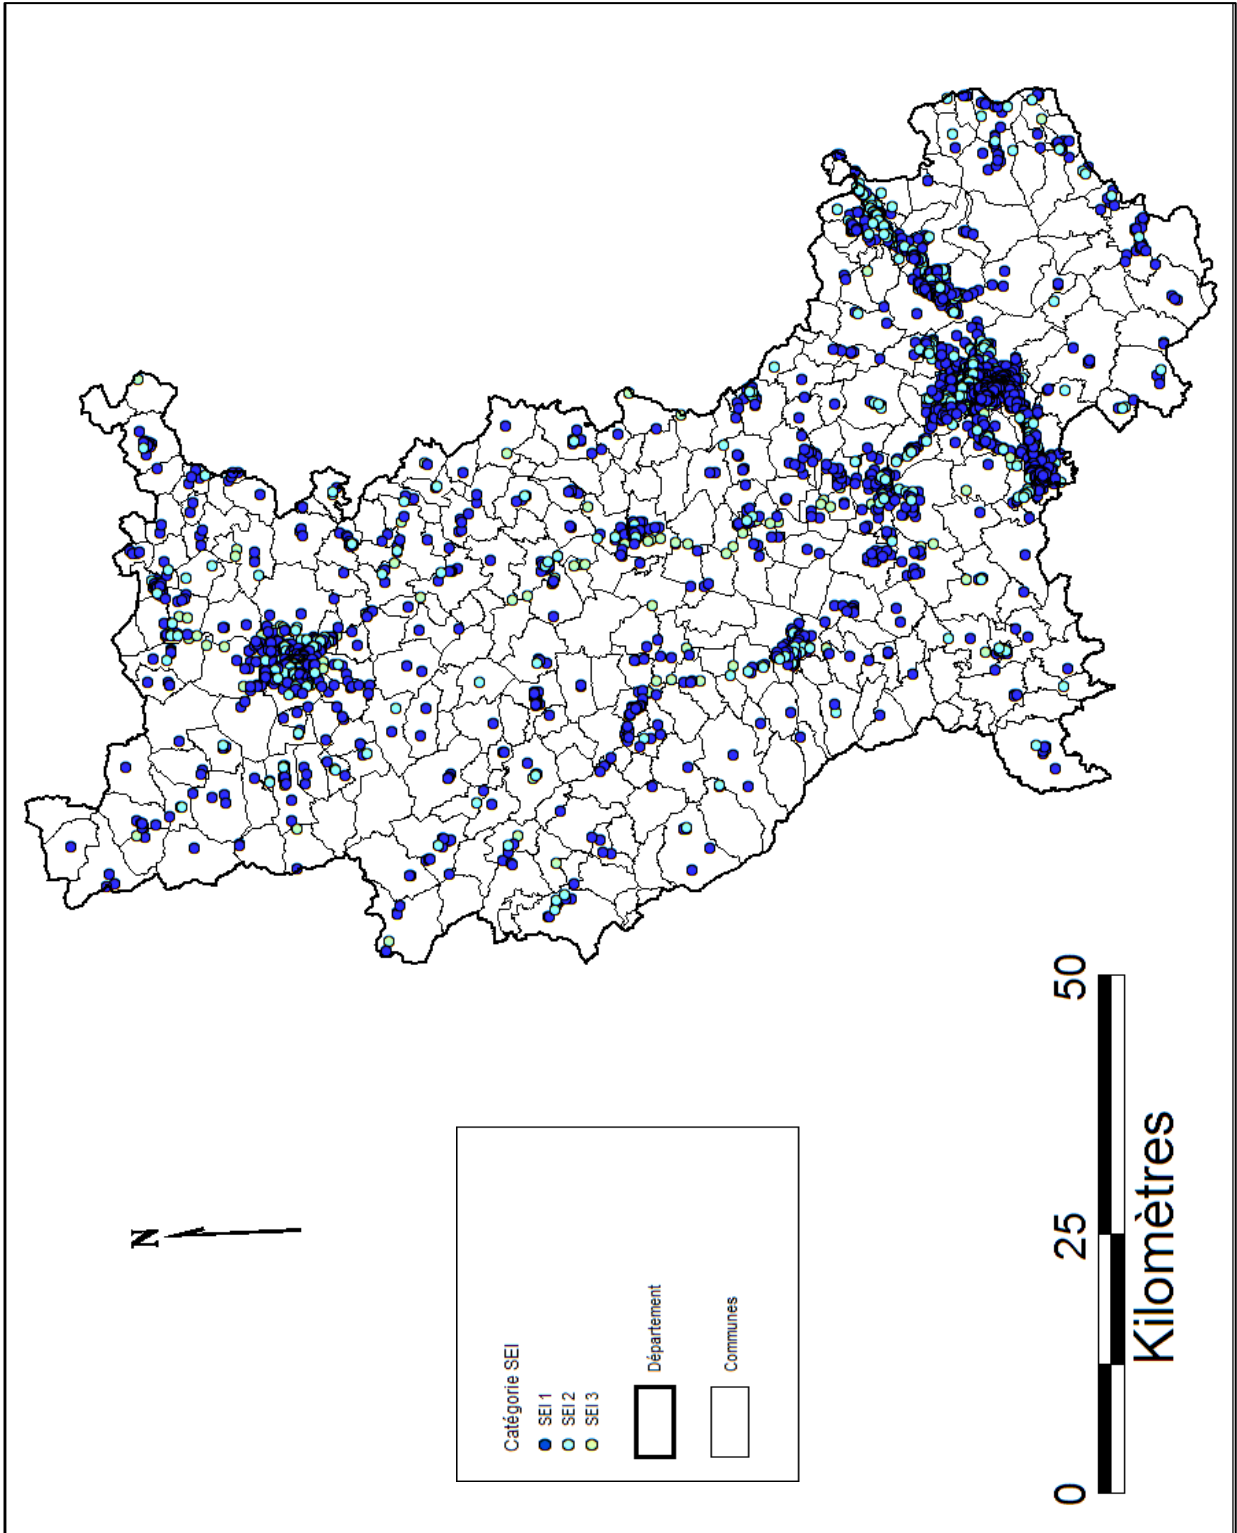 N
Catégorie SEI
SEI 1
SEI 2
SEI 3
Département
Communes
0 25 50
Kilomètres